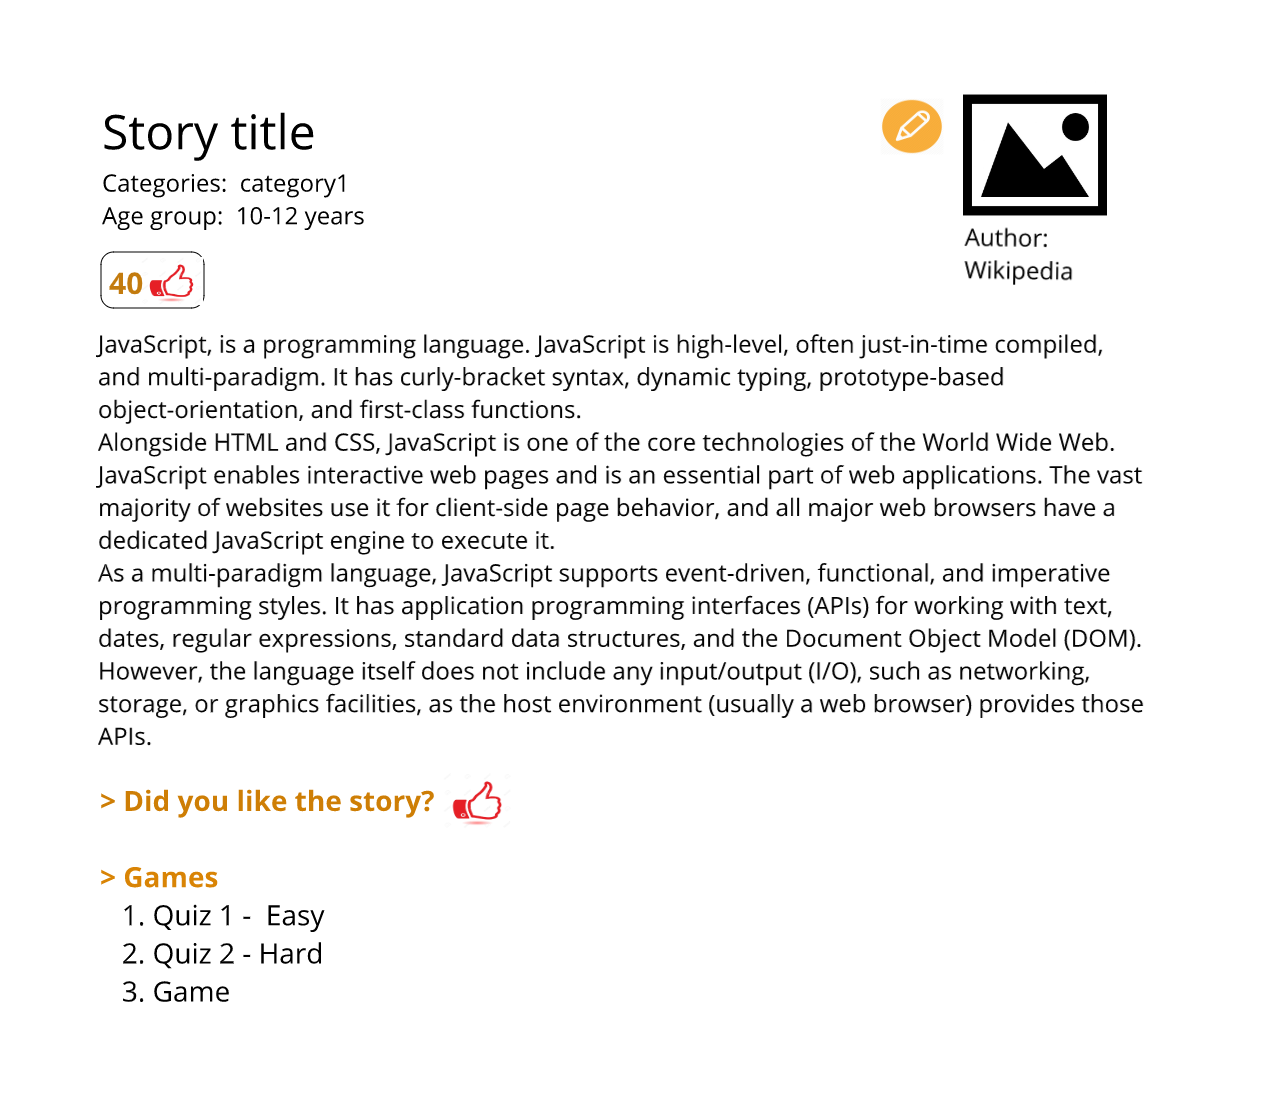 Story title
Categories:  category1
Age group:  10-12 years
Author:
Wikipedia
40
JavaScript, is a programming language. JavaScript is high-level, often just-in-time compiled,
and multi-paradigm. It has curly-bracket syntax, dynamic typing, prototype-based
object-orientation, and first-class functions.
Alongside HTML and CSS, JavaScript is one of the core technologies of the World Wide Web.
JavaScript enables interactive web pages and is an essential part of web applications. The vast
majority of websites use it for client-side page behavior, and all major web browsers have a
dedicated JavaScript engine to execute it.
As a multi-paradigm language, JavaScript supports event-driven, functional, and imperative
programming styles. It has application programming interfaces (APIs) for working with text,
dates, regular expressions, standard data structures, and the Document Object Model (DOM).
However, the language itself does not include any input/output (I/O), such as networking,
storage, or graphics facilities, as the host environment (usually a web browser) provides those
APIs.
> Did you like the story?
> Games
1. Quiz 1 -  Easy
2. Quiz 2 - Hard
3. Game